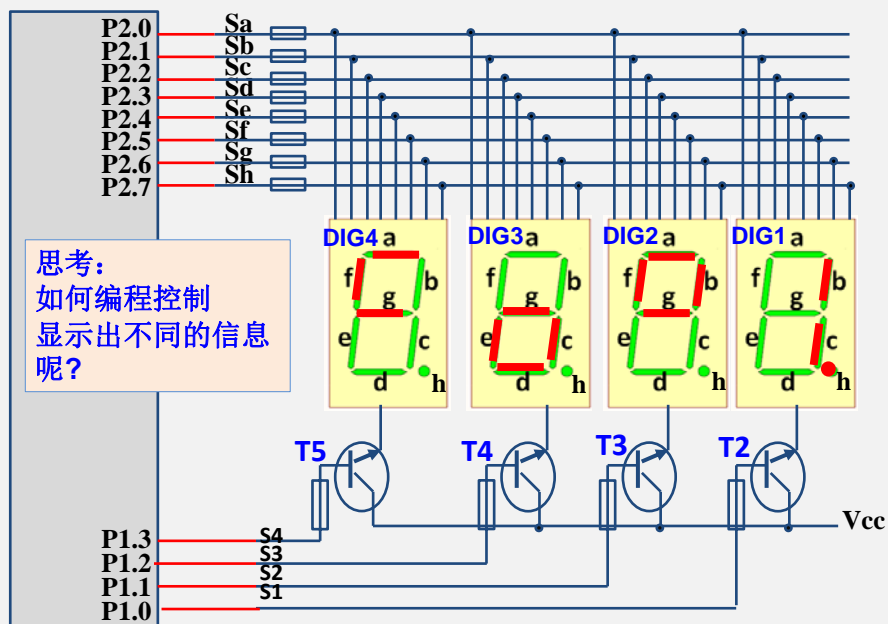 P2.0 Sa
P2.1 Sb
P2.2 Sc
P2.3 Sd
P2.4 Se
P2.5 Sf
P2.6 Sg
P2.7 Sh
DIG4 a f b g e c d h
DIG3 a f b g e c d h
DIG2 a f b g e c d h
DIG1 a f b g e c d h
思考：
如何编程控制
显示出不同的信息
呢?
T5 T4 T3 T2
Vcc
P1.3 S4
P1.2 S3
P1.1 S2
P1.0 S1